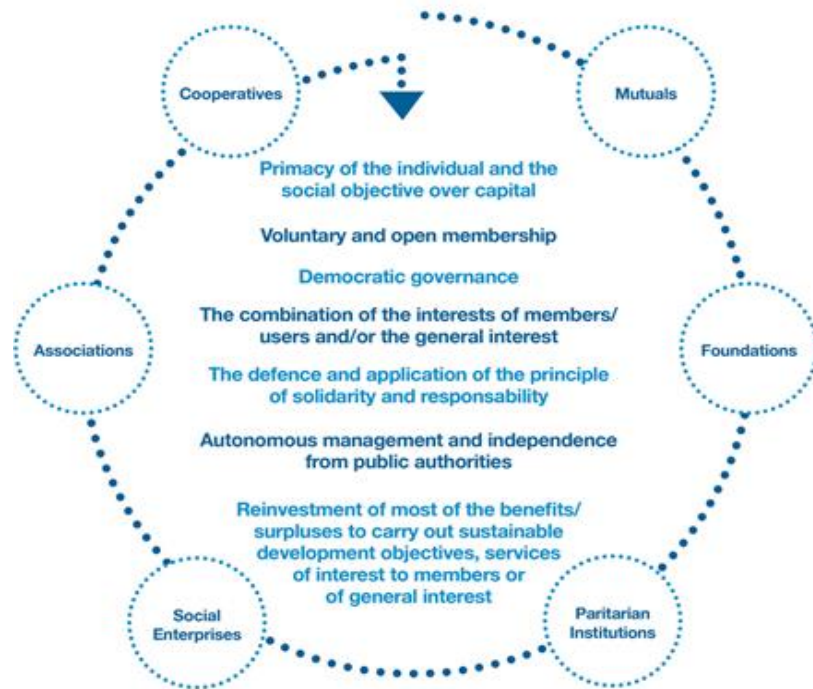 Cooperatives
Mutuals
Primacy of the individual and the
social objective over capital
Voluntary and open membership
Democratic governance
The combination of the interests of members/
users and/or the general interest
Associations
Foundations
The defence and application of the principle
of solidarity and responsability
Autonomous management and independence
from public authorities
Reinvestment of most of the benefits/
surpluses to carry out sustainable
development objectives, services
of interest to members or
of general interest
Social
Enterprises
Paritarian
Institutions